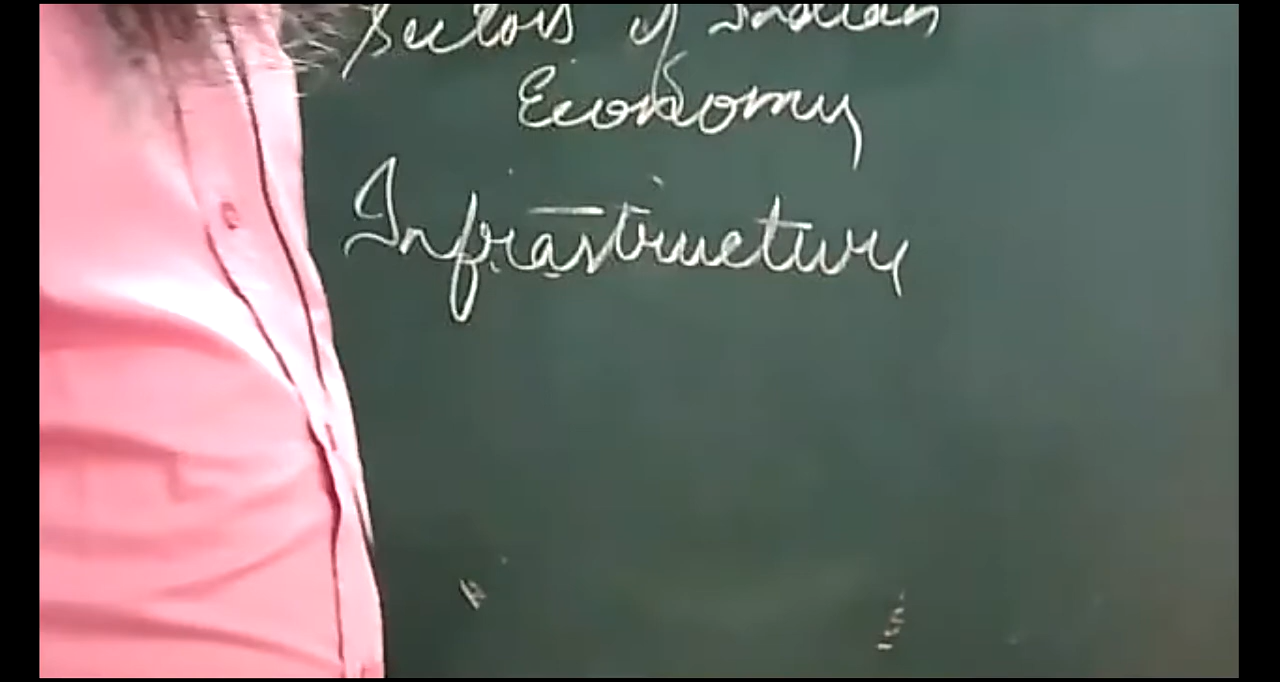 Sectors of Indian
Economy
Infrastructure